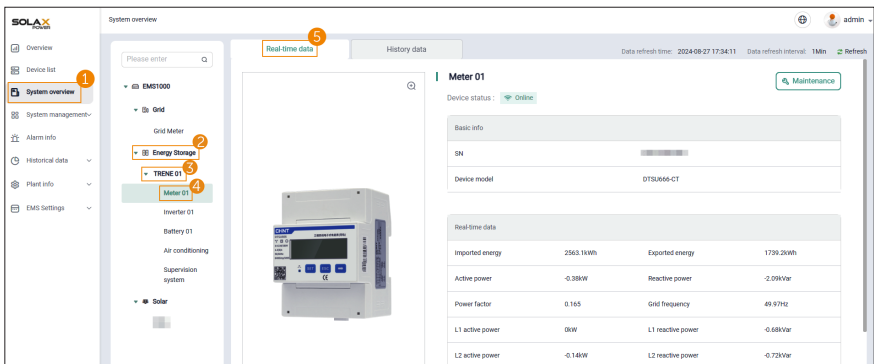 SOLAX
POWER
System overview
admin
Overview
Device list
1
System overview
System management
Alarm info
Historical data
Plant info
EMS Settings
Please enter
EMS1000
Grid
Grid Meter
2
Energy Storage
3
TRENE 01
4
Meter 01
Inverter 01
Battery 01
Air conditioning
Supervision
system
Solar
5
Real-time data
History data
Data refresh time: 2024-08-27 17:34:11 Data refresh interval: 1Min Refresh
Meter 01
Maintenance
Device status : Online
Basic info
SN
Device model DTSU666-CT
Real-time data
Imported energy 2563.1kWh Exported energy 1739.2kWh
Active power -0.38kW Reactive power -2.09kVar
Power factor 0.165 Grid frequency 49.97Hz
L1 active power 0kW L1 reactive power -0.68kVar
L2 active power -0.14kW L2 reactive power -0.72kVar
CHNT